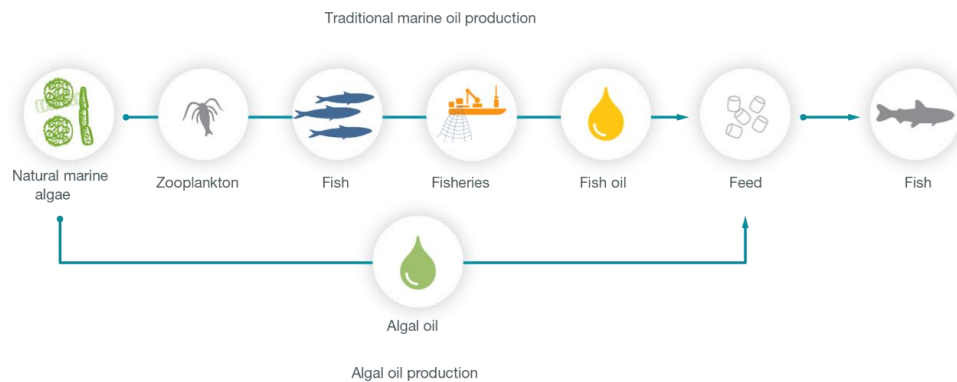 Traditional marine oil production
Natural marine
algae
Zooplankton
Fish
Fisheries
Fish oil
Feed
Fish
Algal oil
Algal oil production